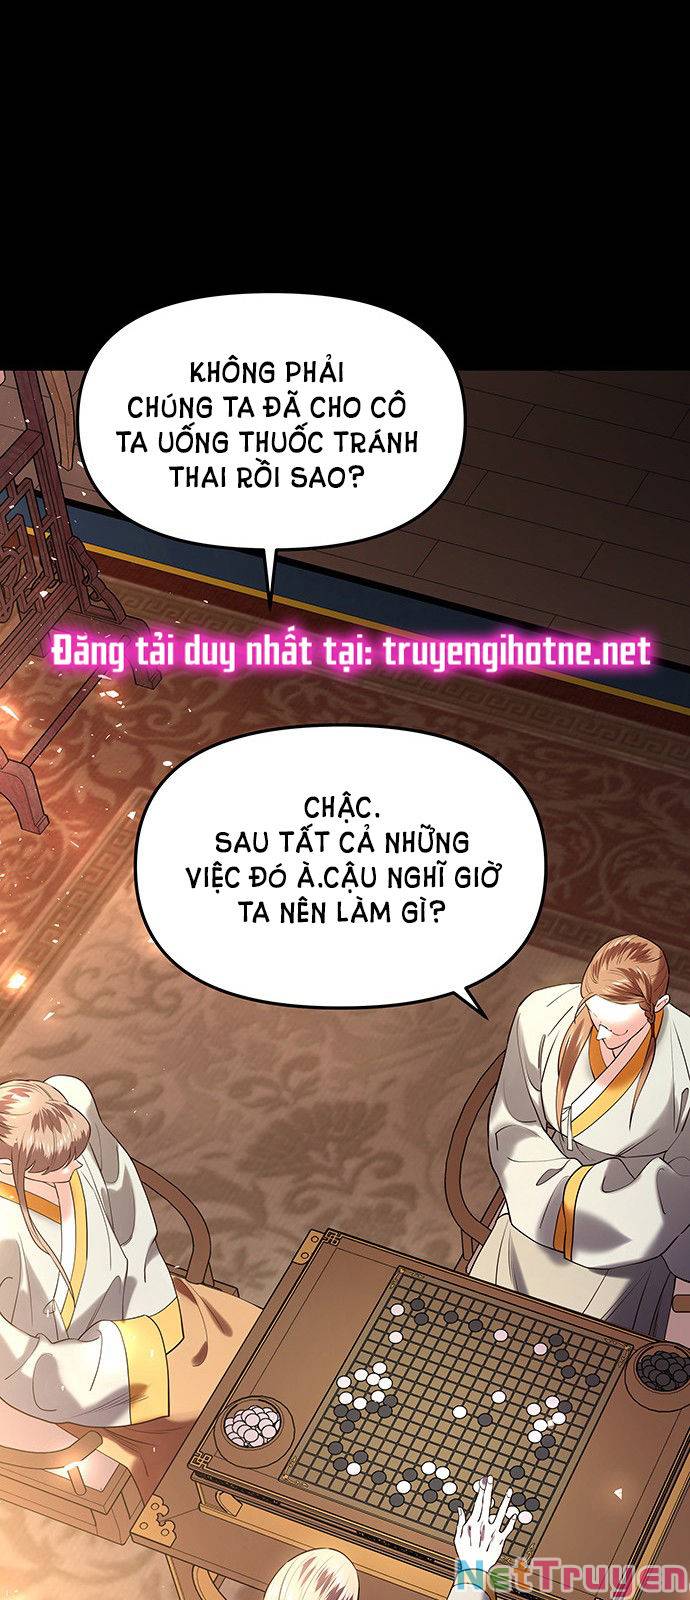 KHÔNG PHẢI
CHÚNG TA ĐÃ CHO CÔ
TA UỐNG THUỐC TRÁNH
THAI RỒI SAO?
Đăng tải duy nhất tại: truyengihotne.net
CHẬC.
SAU TẤT CẢ NHỮNG
VIỆC ĐÓ À.CẬU NGHĨ GIỜ
TA NÊN LÀM GÌ?
NetTruyen